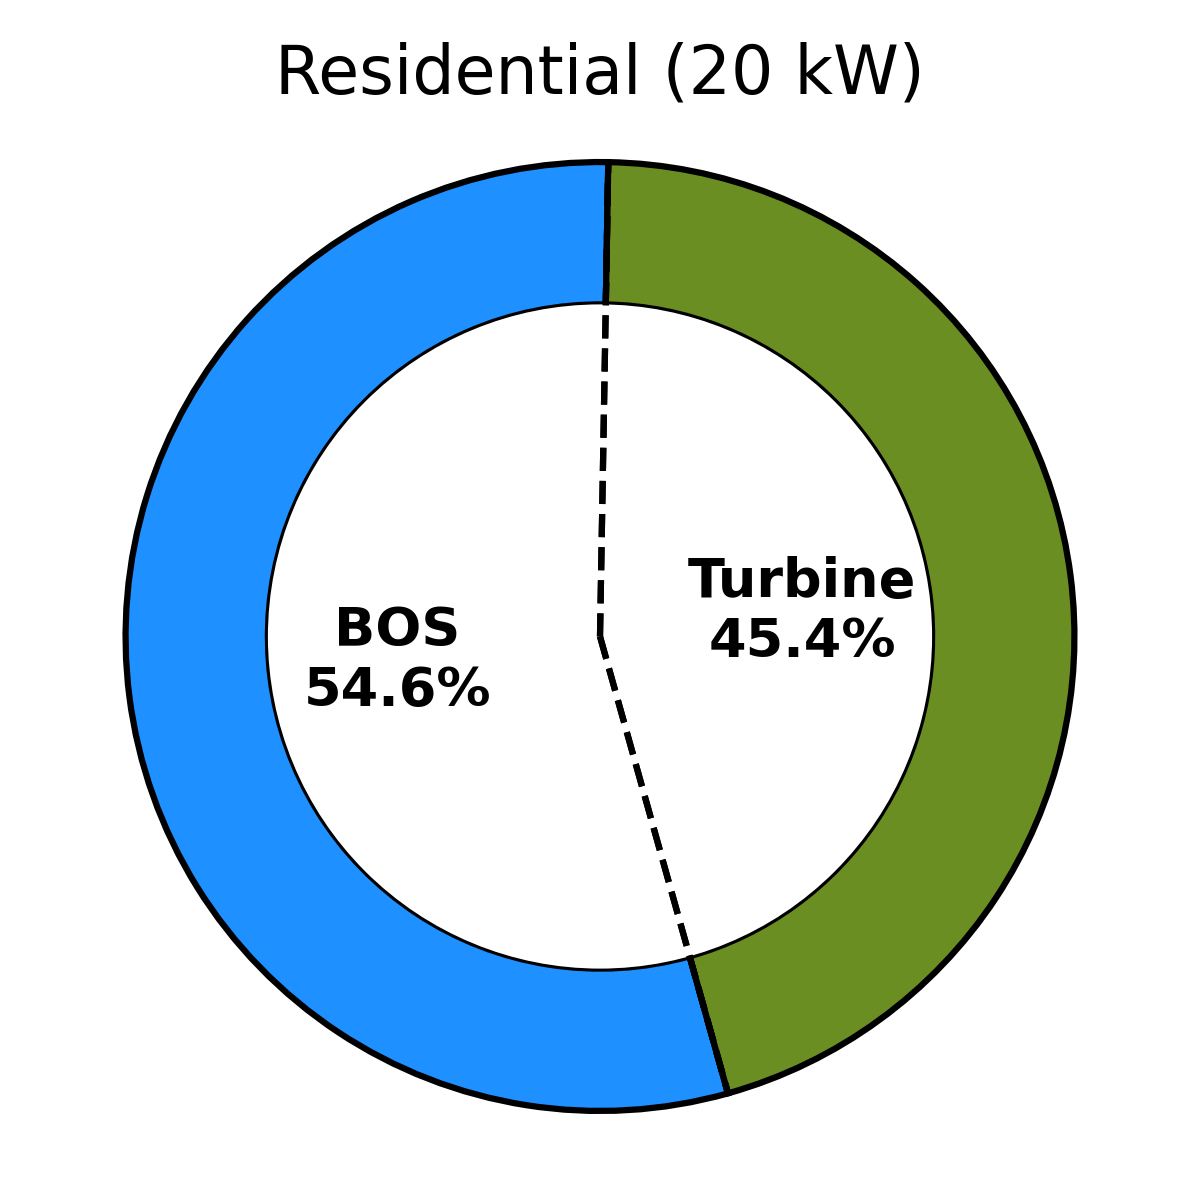 Residential (20 kW)
Turbine
45.4%
BOS
54.6%